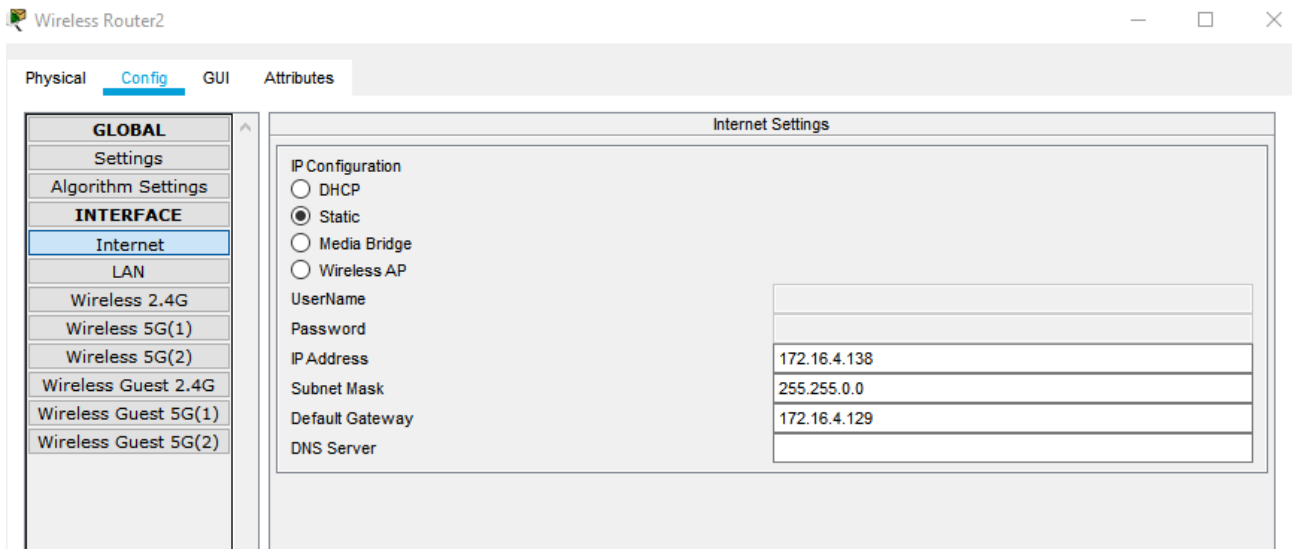 Wireless Router2
Physical Config GUI Attributes
GLOBAL
Settings
Algorithm Settings
INTERFACE
Internet
LAN
Wireless 2.4G
Wireless 5G(1)
Wireless 5G(2)
Wireless Guest 2.4G
Wireless Guest 5G(1)
Wireless Guest 5G(2)
Internet Settings
IP Configuration
DHCP
Static
Media Bridge
Wireless AP
UserName
Password
IP Address 172.16.4.138
Subnet Mask 255.255.0.0
Default Gateway 172.16.4.129
DNS Server